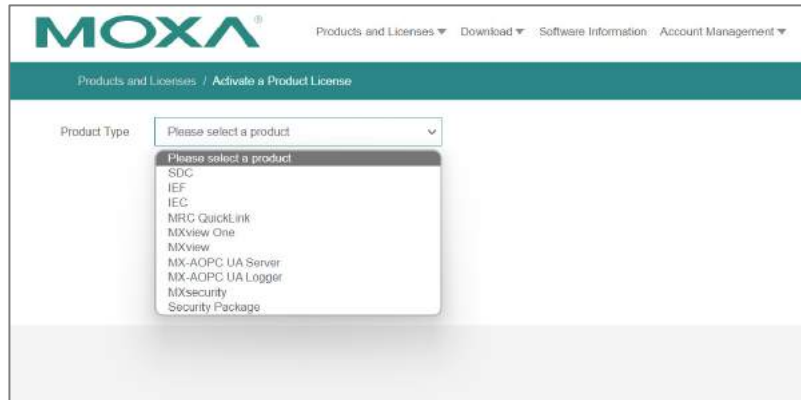 MOXA®
Products and Licenses ▼ Download ▼ Software Information Account Management ▼
Products and Licenses / Activate a Product License
Product Type Please select a product
Please select a product
SDC
IEF
IEC
MRC QuickLink
MXview One
MXview
MX-AOPC UA Server
MX-AOPC UA Logger
MXsecurity
Security Package